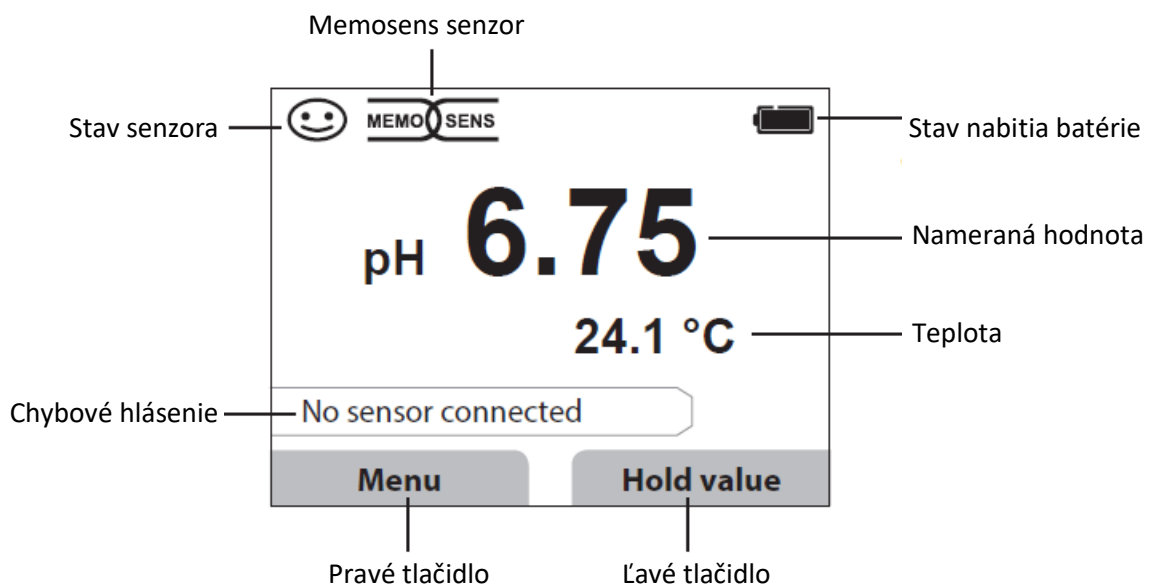 Memosens senzor
Stav senzora
MEMO SENS
Stav nabitia batérie
pH 6.75
Nameraná hodnota
24.1 °C
Teplota
Chybové hlásenie
No sensor connected
Menu
Hold value
Pravé tlačidlo
Ľavé tlačidlo